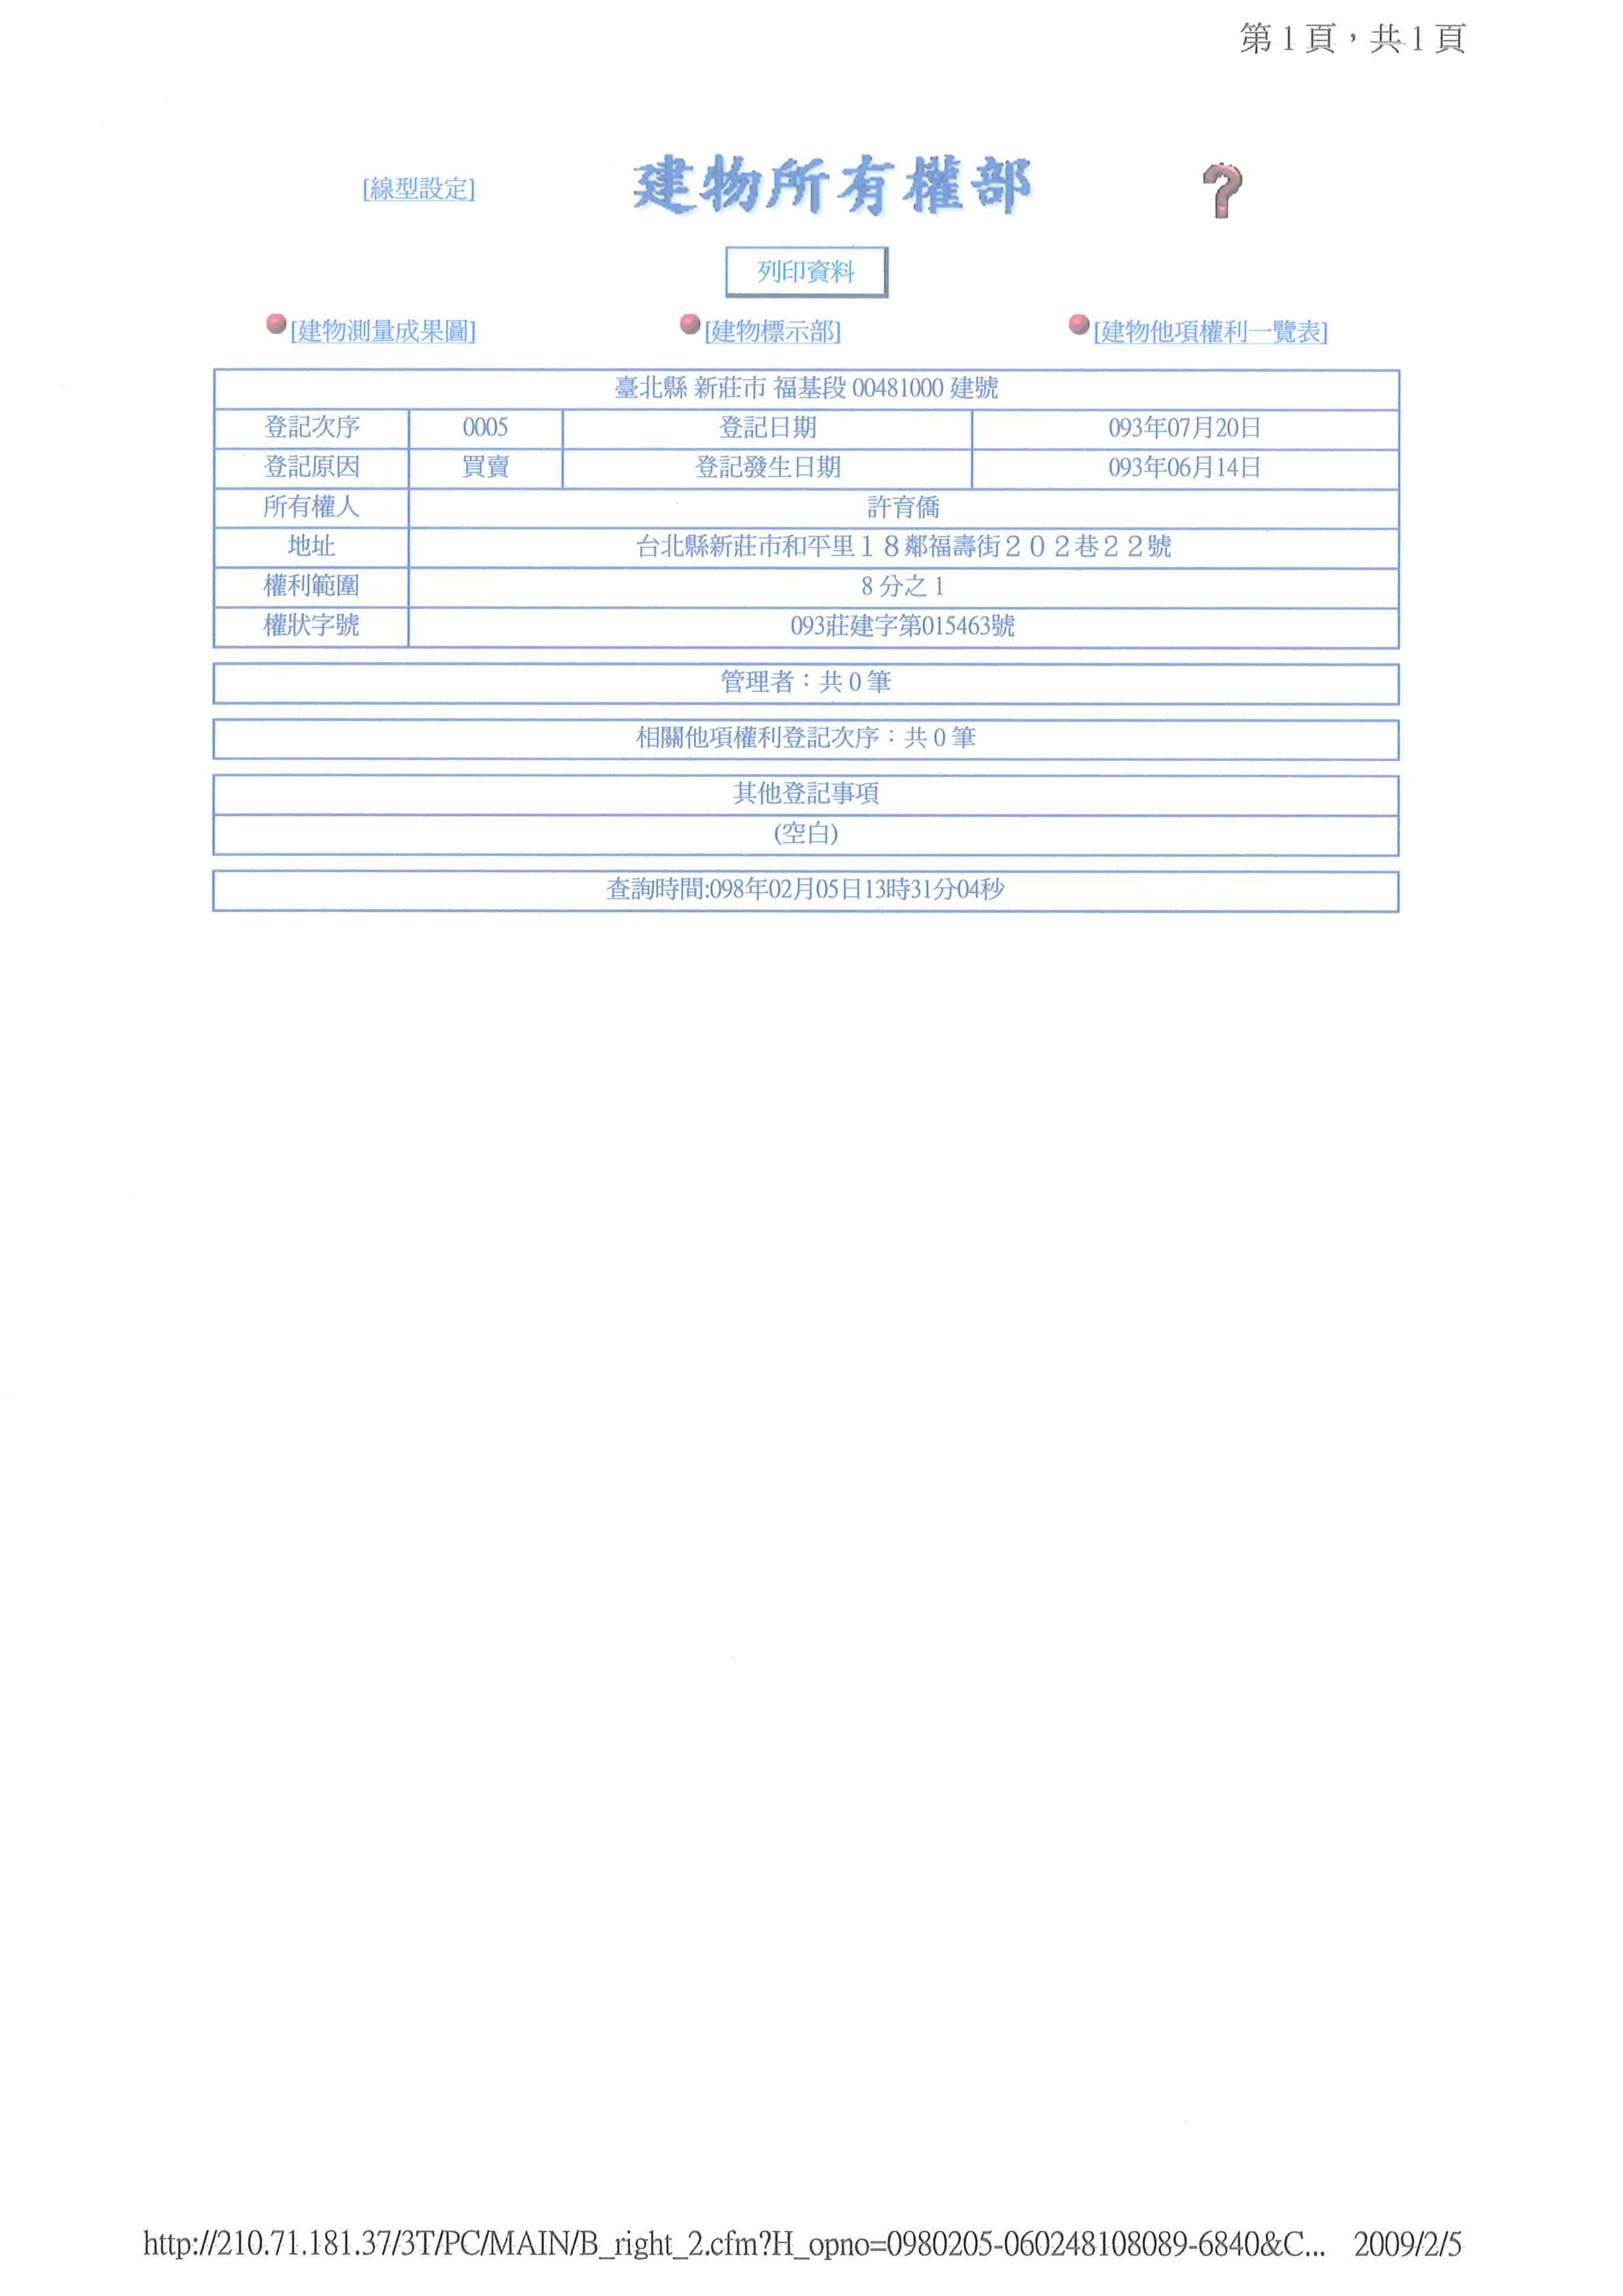 第1頁，共1頁
[線型設定] 建物所有權部
列印資料
[建物測量成果圖] [建物標示部] [建物他項權利一覽表]
臺北縣 新莊市 福基段 00481000 建號
登記次序 0005 登記日期 093年07月20日
登記原因 買賣 登記發生日期 093年06月14日
所有權人 許育僑
地址 台北縣新莊市和平里１８鄰福壽街２０２巷２２號
權利範圍 8 分之 1
權狀字號 093莊建字第015463號
管理者：共 0 筆
相關他項權利登記次序：共 0 筆
其他登記事項
(空白)
查詢時間:098年02月05日13時31分04秒
http://210.71.181.37/3T/PC/MAIN/B_right_2.cfm?H_opno=0980205-060248108089-6840&C... 2009/2/5